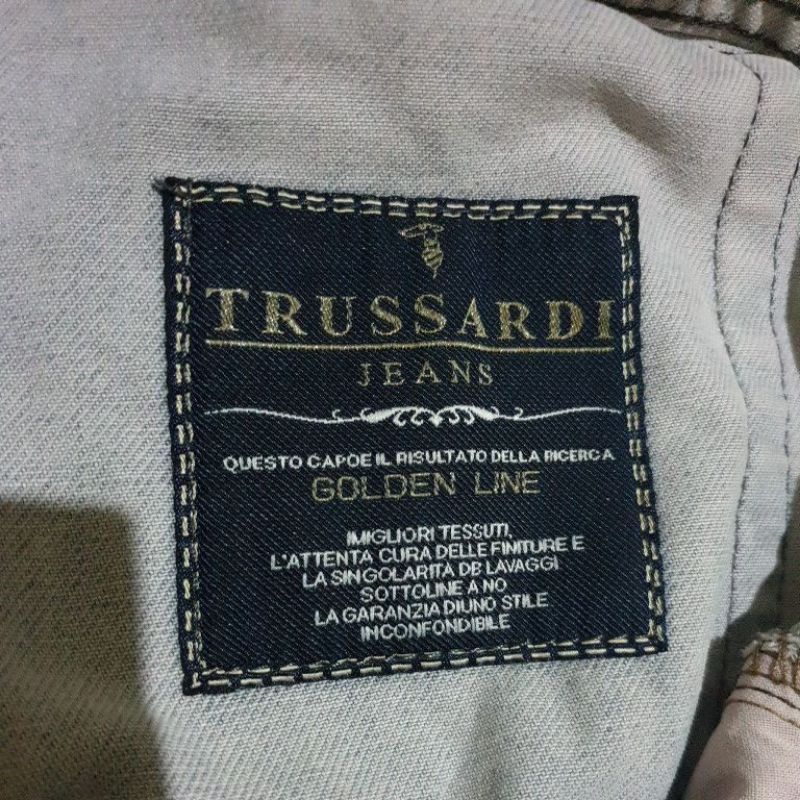 TRUSSARDI
JEANS
QUESTO CAPOE IL RISULTATO DELLA RICERCA
GOLDEN LINE
IMIGLIORI TESSUTI,
L'ATTENTA CURA DELLE FINITURE E
LA SINGOLARITA DB LAVAGGI
SOTTOLINE A NO
LA GARANZIA DIUNO STILE
INCONFONDIBILE